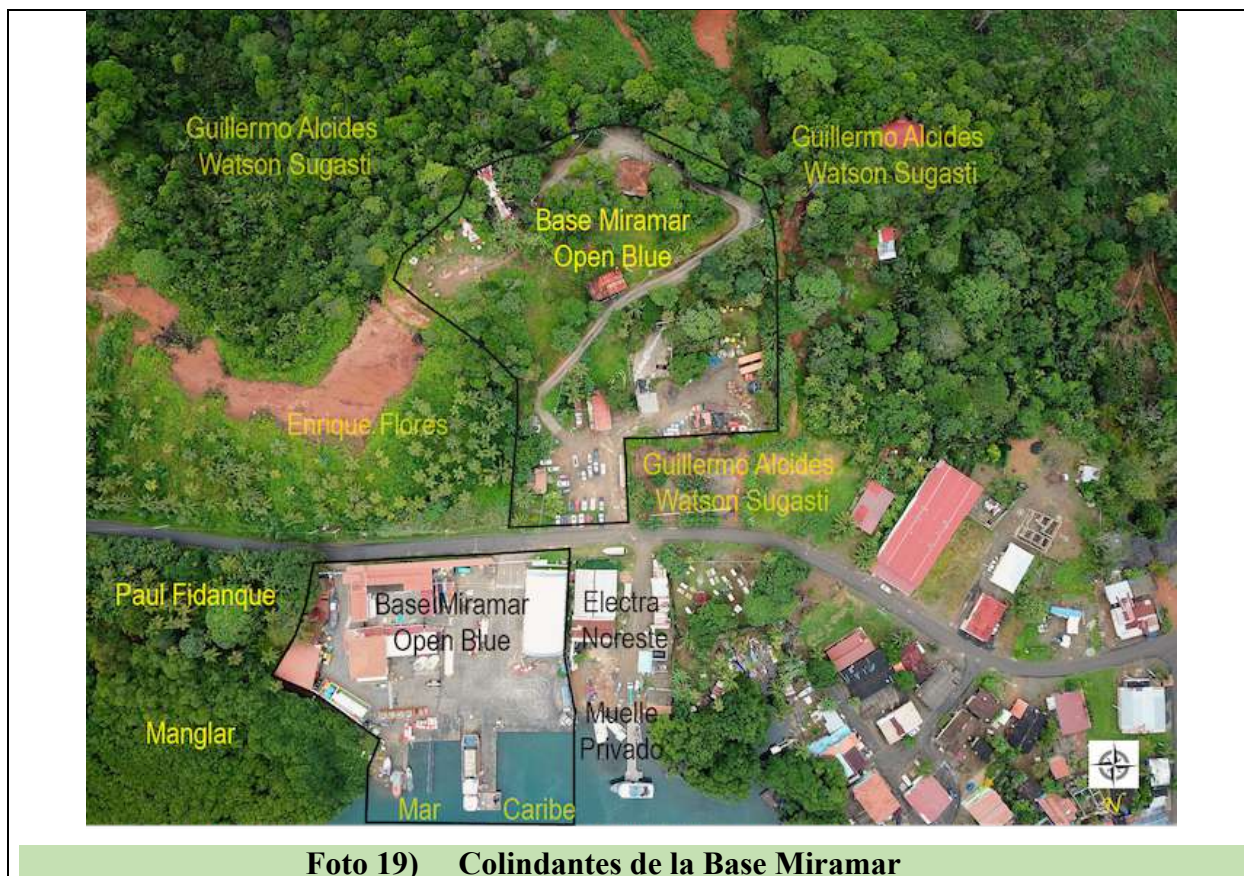 Guillermo Alcides
Watson Sugasti
Guillermo Alcides
Watson Sugasti
Base Miramar
Open Blue
Enrique Flores
Guillermo Alcides
Watson Sugasti
Paul Fidanque
Base Miramar
Open Blue
Electra
Noreste
Manglar
Muelle
Privado
Mar Caribe
N
Foto 19) Colindantes de la Base Miramar